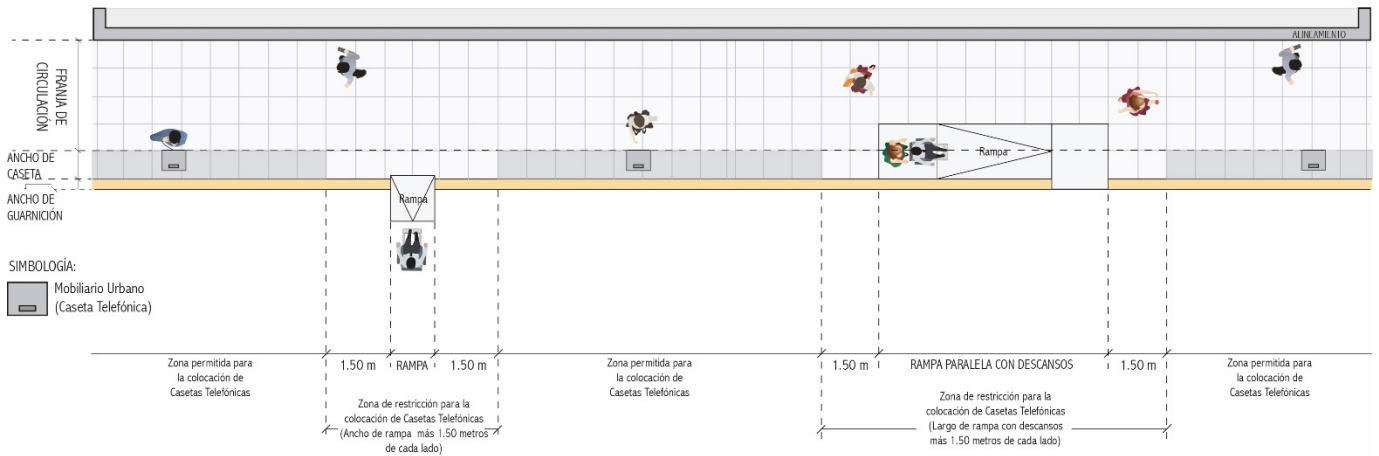 ALINEAMIENTO
FRANJA DE
CIRCULACIÓN
ANCHO DE
CASETA
ANCHO DE
GUARNICIÓN
Rampa
Rampa
SIMBOLOGÍA:
Mobiliario Urbano
(Caseta Telefónica)
Zona permitida para
la colocación de
Casetas Telefónicas
1.50 m
RAMPA
1.50 m
Zona de restricción para la
colocación de Casetas Telefónicas
(Ancho de rampa más 1.50 metros
de cada lado)
Zona permitida para
la colocación de
Casetas Telefónicas
1.50 m
RAMPA PARALELA CON DESCANSOS
1.50 m
Zona de restricción para la
colocación de Casetas Telefónicas
(Largo de rampa con descansos
más 1.50 metros de cada lado)
Zona permitida para
la colocación de
Casetas Telefónicas